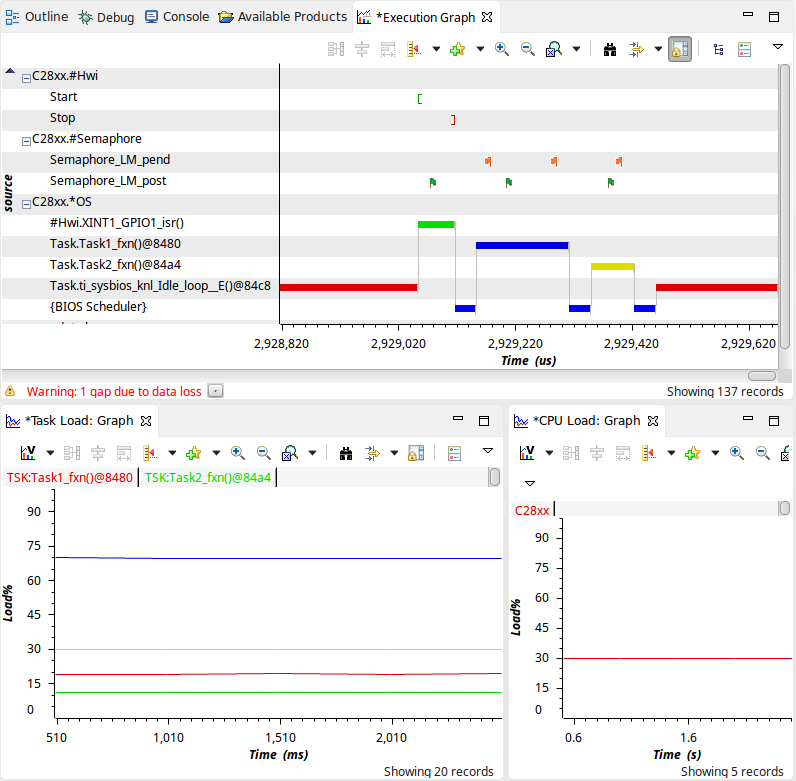 Outline Debug Console Available Products *Execution Graph
C28xx.#Hwi
Start
Stop
C28xx.#Semaphore
Semaphore_LM_pend
Semaphore_LM_post
source
C28xx.*OS
#Hwi.XINT1_GPIO1_isr()
Task.Task1_fxn()@8480
Task.Task2_fxn()@84a4
Task.ti_sysbios_knl_Idle_loop__E()@84c8
{BIOS Scheduler}
2,928,820 2,929,020 2,929,220 2,929,420 2,929,620
Time (us)
Warning: 1 gap due to data loss
Showing 137 records
*Task Load: Graph
TSK:Task1_fxn()@8480 TSK:Task2_fxn()@84a4
90
75
60
45
30
15
0
Load%
510 1,010 1,510 2,010
Time (ms)
Showing 20 records
*CPU Load: Graph
C28xx
90
75
60
45
30
15
0
Load%
0.6 1.6
Time (s)
Showing 5 records